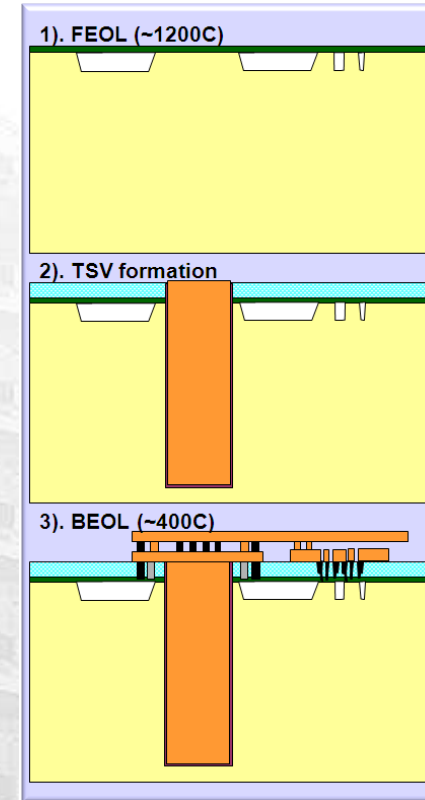 1). FEOL (~1200C)
2). TSV formation
3). BEOL (~400C)